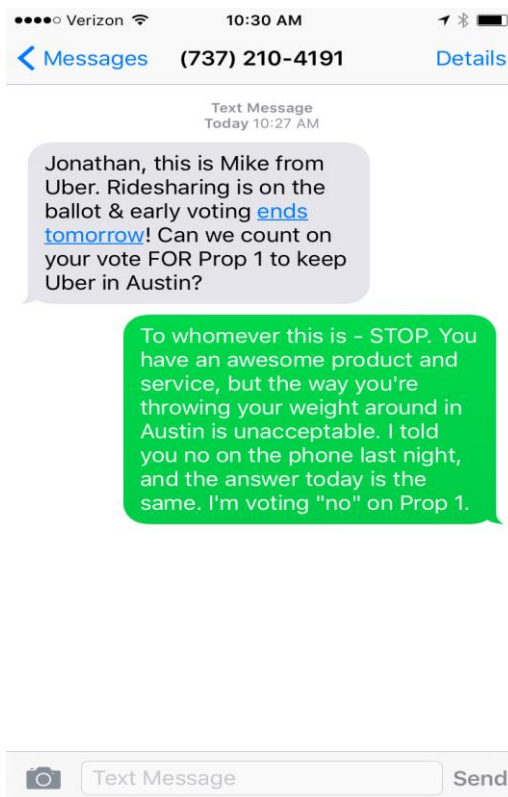 Verizon 10:30 AM
Messages (737) 210-4191 Details
Text Message
Today 10:27 AM
Jonathan, this is Mike from
Uber. Ridesharing is on the
ballot & early voting ends
tomorrow! Can we count on
your vote FOR Prop 1 to keep
Uber in Austin?
To whomever this is - STOP. You
have an awesome product and
service, but the way you're
throwing your weight around in
Austin is unacceptable. I told
you no on the phone last night,
and the answer today is the
same. I'm voting "no" on Prop 1.
Text Message Send